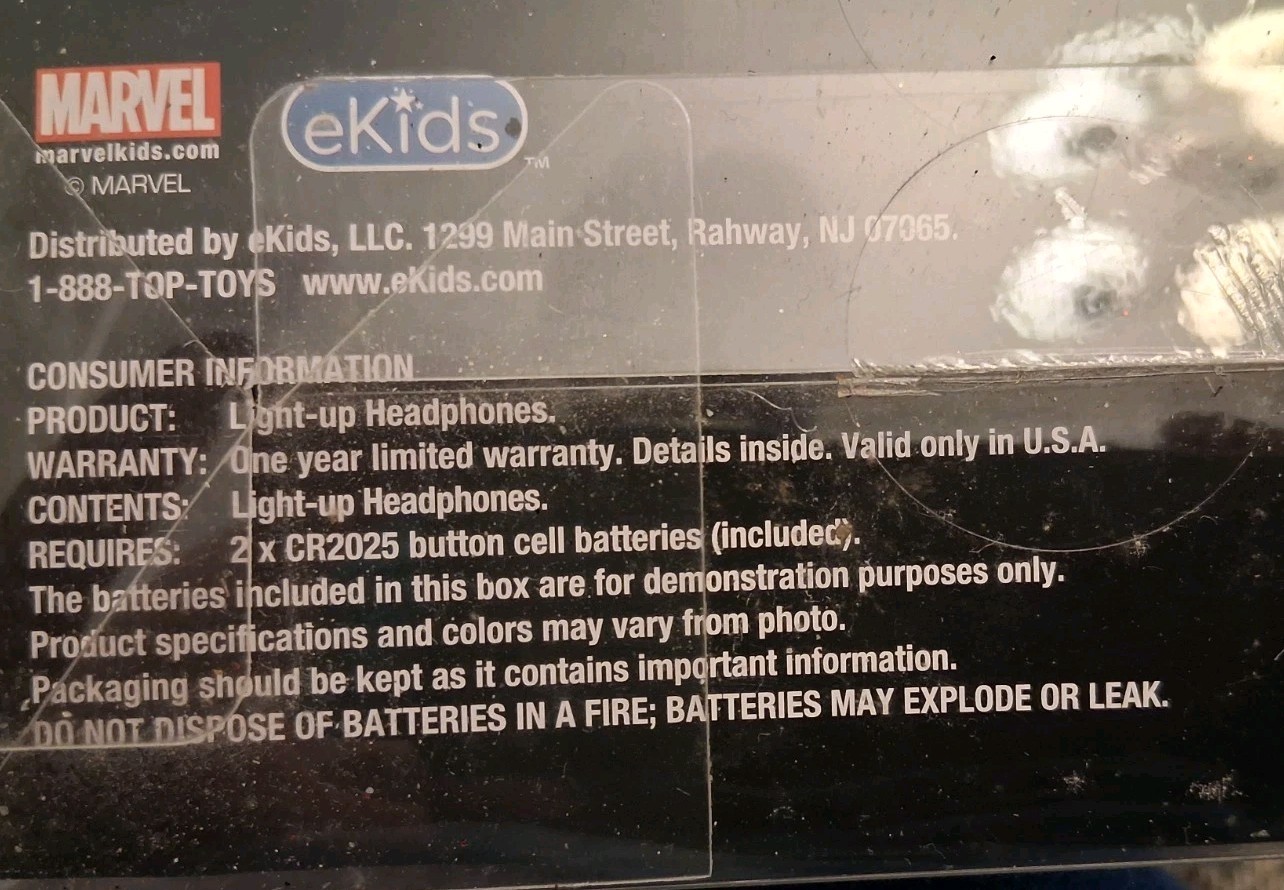 MARVEL
marvelkids.com
© MARVEL
eKids™
Distributed by eKids, LLC. 1299 Main Street, Rahway, NJ 07065.
1-888-TOP-TOYS www.eKids.com
CONSUMER INFORMATION
PRODUCT: Light-up Headphones.
WARRANTY: One year limited warranty. Details inside. Valid only in U.S.A.
CONTENTS: Light-up Headphones.
REQUIRES: 2 x CR2025 button cell batteries (included).
The batteries included in this box are for demonstration purposes only.
Product specifications and colors may vary from photo.
Packaging should be kept as it contains important information.
DO NOT DISPOSE OF BATTERIES IN A FIRE; BATTERIES MAY EXPLODE OR LEAK.